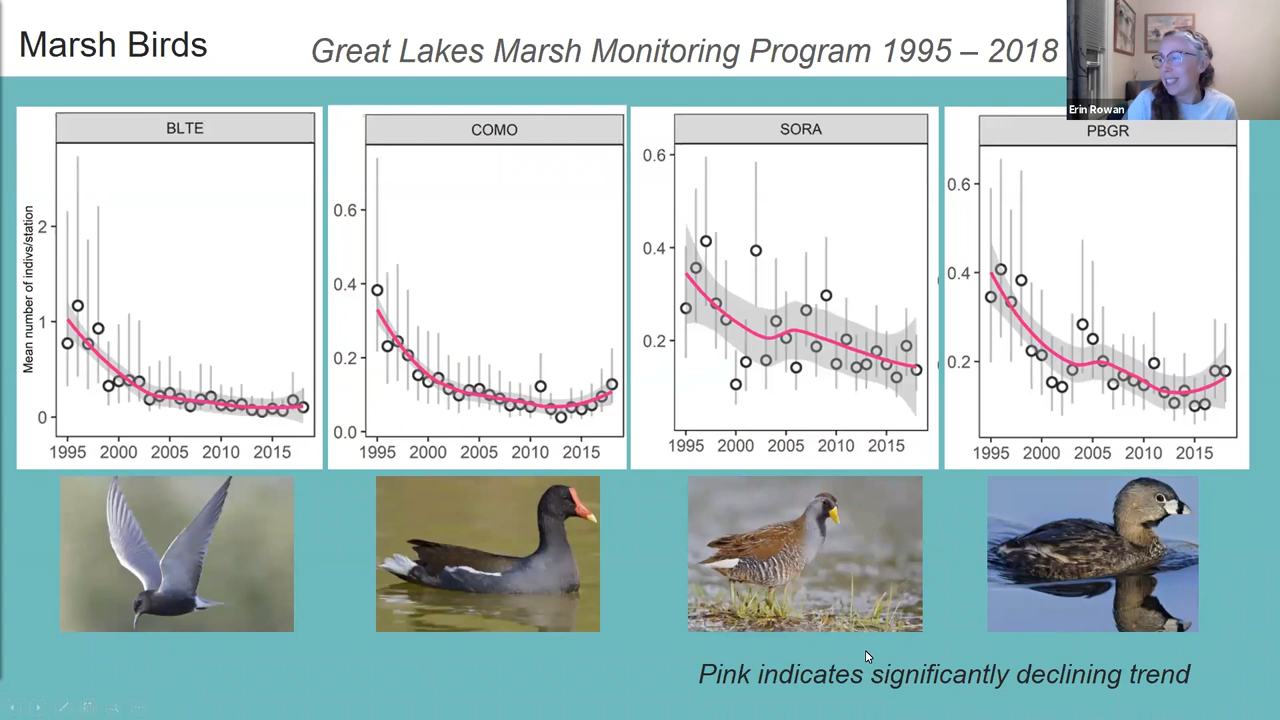 Marsh Birds
Great Lakes Marsh Monitoring Program 1995 – 2018
Erin Rowan
BLTE
COMO
SORA
PBGR
Mean number of indivs/station
2
1
0
1995 2000 2005 2010 2015
0.6
0.4
0.2
0.0
1995 2000 2005 2010 2015
0.6
0.4
0.2
1995 2000 2005 2010 2015
0.6
0.4
0.2
1995 2000 2005 2010 2015
Pink indicates significantly declining trend